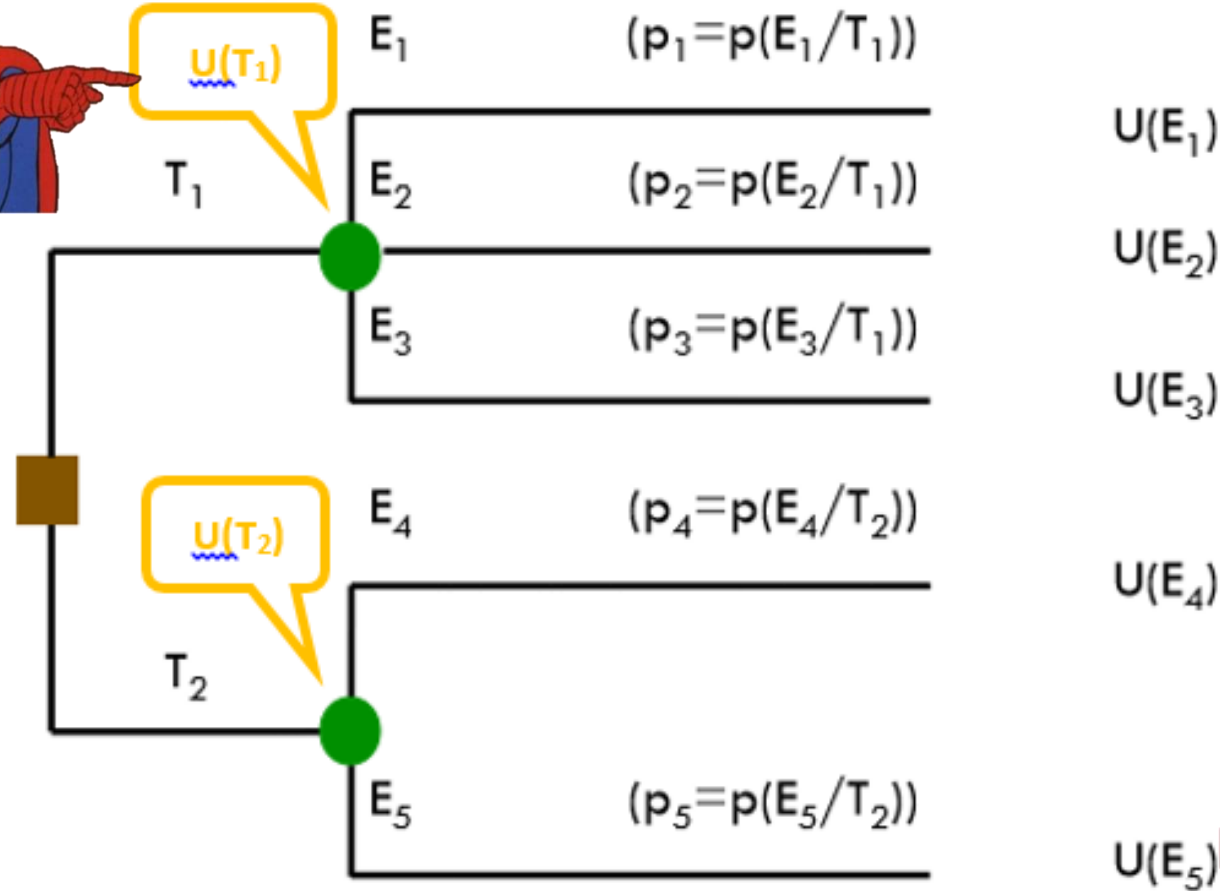 U(T₁)
E₁ (p₁=p(E₁/T₁))
U(E₁)
T₁
E₂ (p₂=p(E₂/T₁))
U(E₂)
E₃ (p₃=p(E₃/T₁))
U(E₃)
U(T₂)
E₄ (p₄=p(E₄/T₂))
U(E₄)
T₂
E₅ (p₅=p(E₅/T₂))
U(E₅)